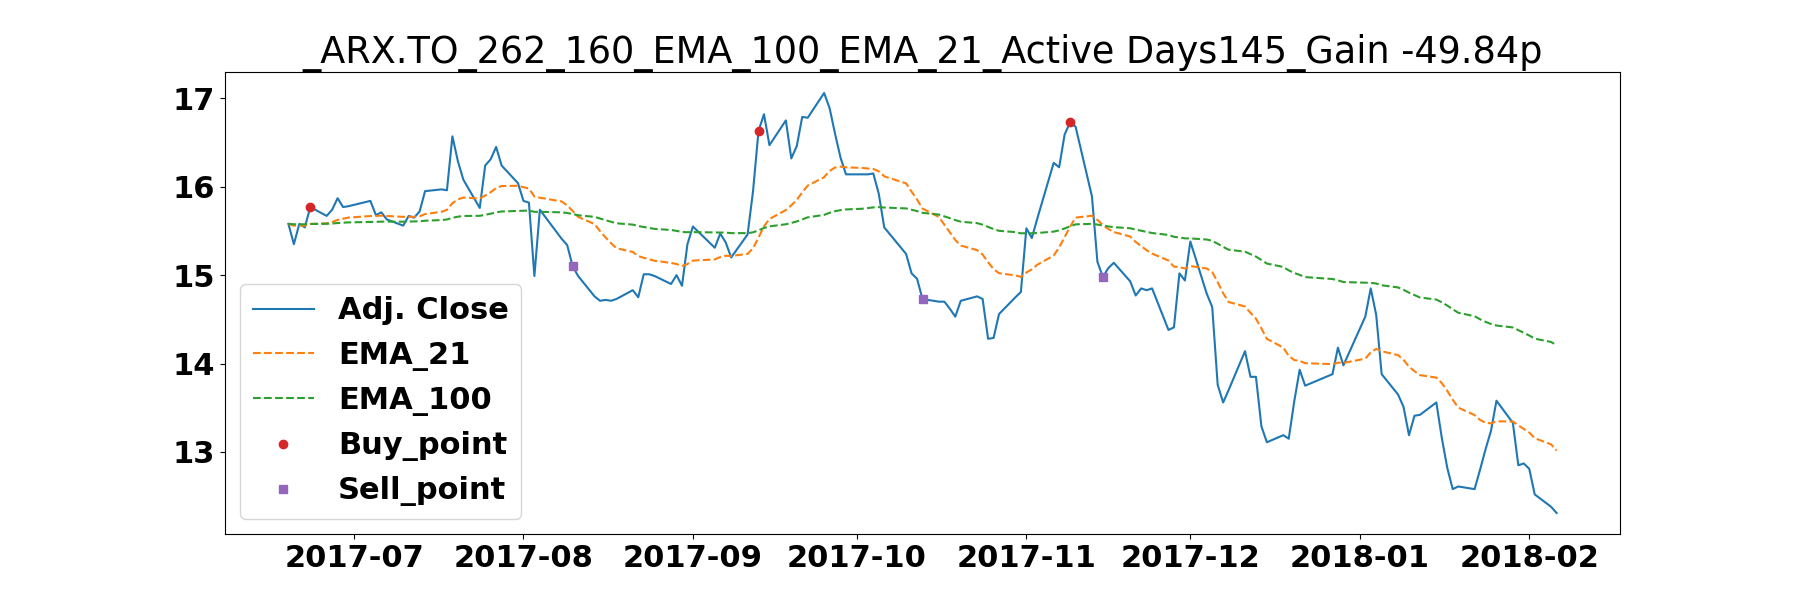 _ARX.TO_262_160_EMA_100_EMA_21_Active Days145_Gain -49.84p
17
16
15
14
13
Adj. Close
EMA_21
EMA_100
Buy_point
Sell_point
2017-07 2017-08 2017-09 2017-10 2017-11 2017-12 2018-01 2018-02